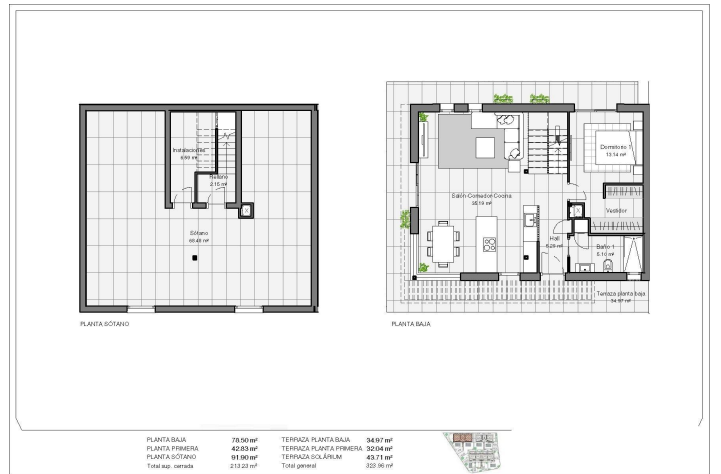 Instalaciones
6.69 m²
Rellano
2.15 m²
Sótano
68.48 m²
PLANTA SÓTANO
Dormitorio 1
13.14 m²
Salón-Comedor-Cocina
35.19 m²
Vestidor
Hall
5.25 m²
Baño 1
5.10 m²
Terraza planta baja
34.97 m²
PLANTA BAJA
PLANTA BAJA 78.50 m² TERRAZA PLANTA BAJA 34.97 m²
PLANTA PRIMERA 42.83 m² TERRAZA PLANTA PRIMERA 32.04 m²
PLANTA SÓTANO 91.90 m² TERRAZA SOLÁRIUM 43.71 m²
Total sup. cerrada 213.23 m² Total general 323.96 m²